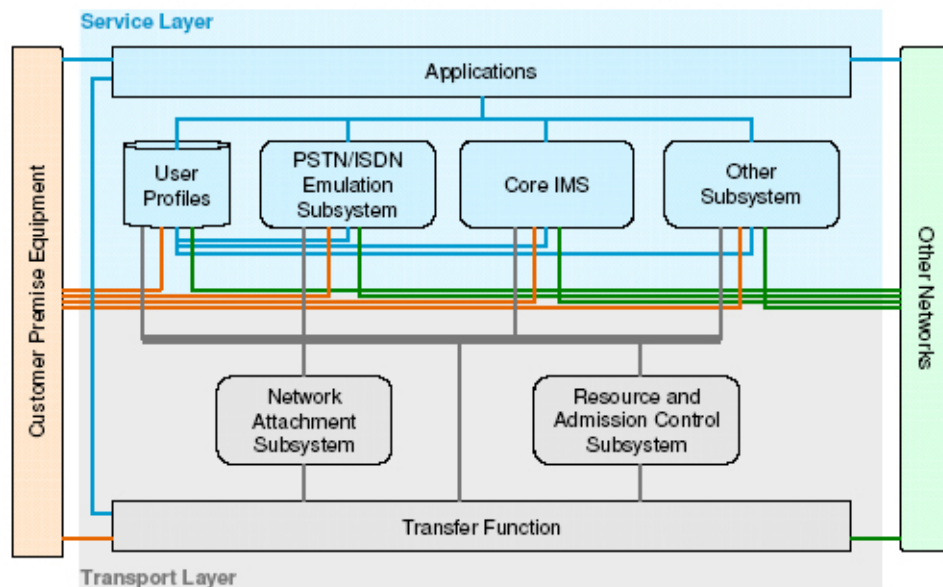 Service Layer
Applications
User
Profiles
PSTN/ISDN
Emulation
Subsystem
Core IMS
Other
Subsystem
Customer Premise Equipment
Other Networks
Network
Attachment
Subsystem
Resource and
Admission Control
Subsystem
Transfer Function
Transport Layer